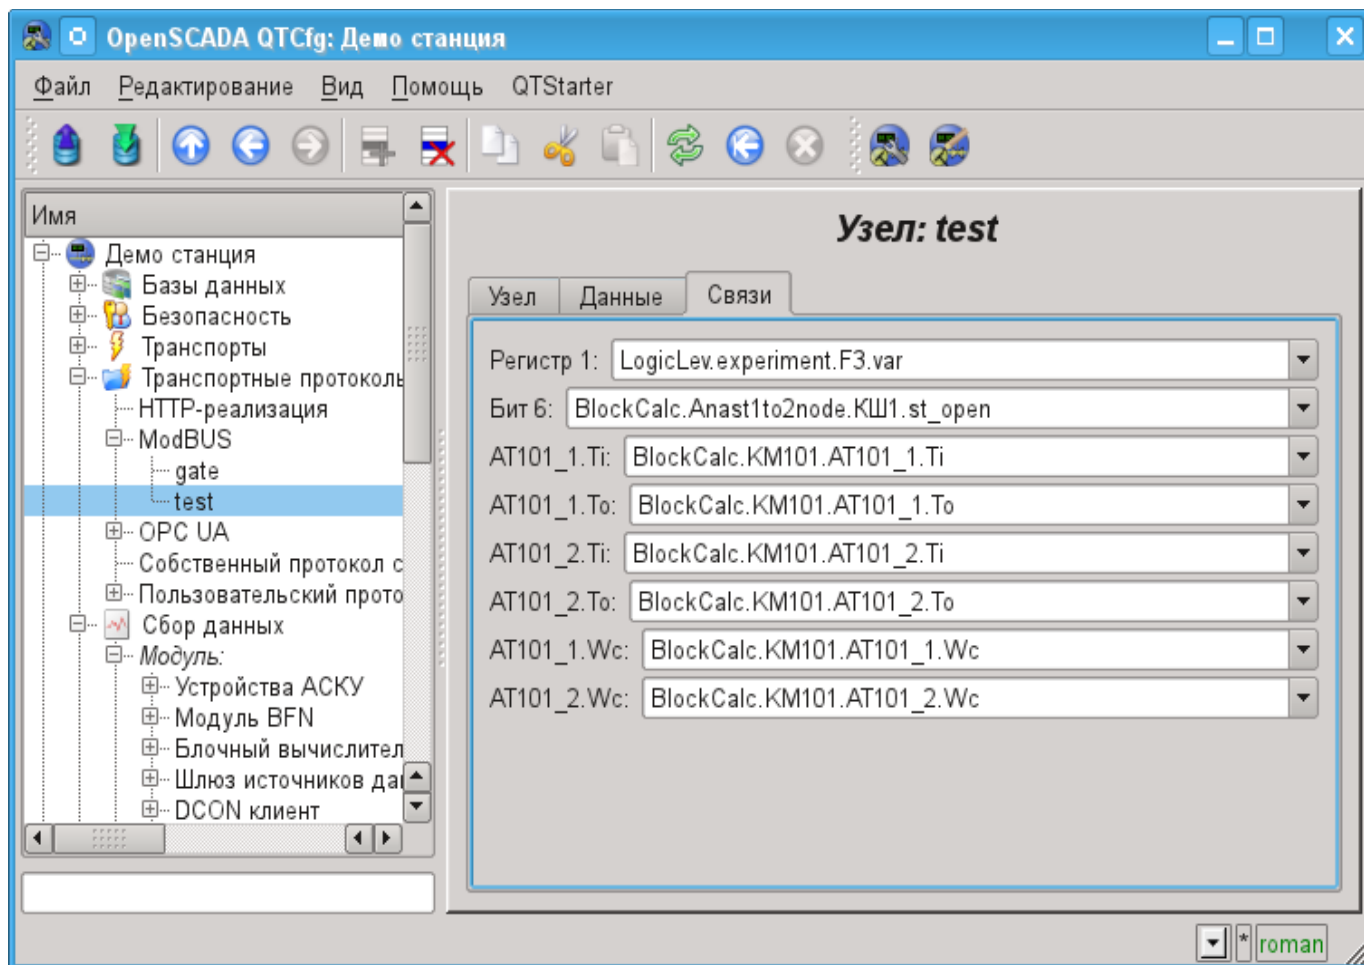 OpenSCADA QTCfg: Демо станция
Файл Редактирование Вид Помощь QTStarter
Имя
Демо станция
Базы данных
Безопасность
Транспорты
Транспортные протоколь
HTTP-реализация
ModBUS
gate
test
OPC UA
Собственный протокол с
Пользовательский прото
Сбор данных
Модуль:
Устройства АСКУ
Модуль BFN
Блочный вычислител
Шлюз источников да
DCON клиент
Узел: test
Узел Данные Связи
Регистр 1: LogicLev.experiment.F3.var
Бит 6: BlockCalc.Anast1to2node.КШ1.st_open
AT101_1.Ti: BlockCalc.KM101.AT101_1.Ti
AT101_1.To: BlockCalc.KM101.AT101_1.To
AT101_2.Ti: BlockCalc.KM101.AT101_2.Ti
AT101_2.To: BlockCalc.KM101.AT101_2.To
AT101_1.Wc: BlockCalc.KM101.AT101_1.Wc
AT101_2.Wc: BlockCalc.KM101.AT101_2.Wc
* roman